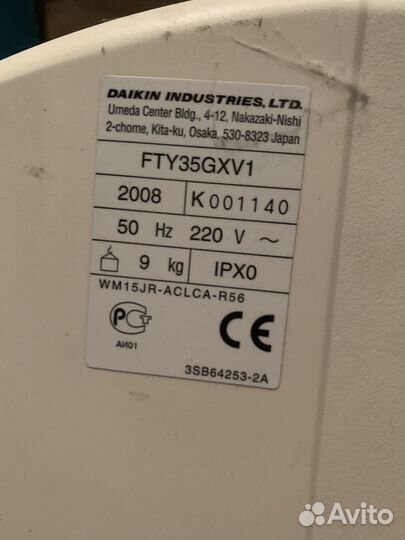 DAIKIN INDUSTRIES, LTD.
Umeda Center Bldg., 4-12, Nakazaki-Nishi
2-chome, Kita-ku, Osaka, 530-8323 Japan
FTY35GXV1
2008 K001140
50 Hz 220 V ~
9 kg IPX0
WM15JR-ACLCA-R56
РСТ CE
АИ01
3SB64253-2A
Avito